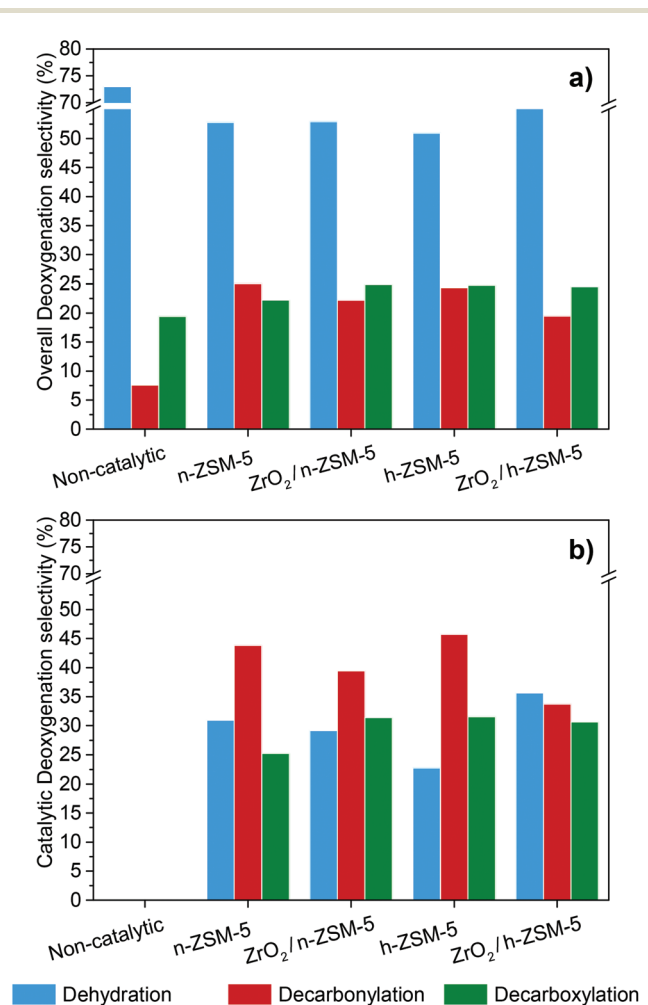 a)
Overall Deoxygenation selectivity (%)
80
75
70
50
45
40
35
30
25
20
15
10
5
0
Non-catalytic
n-ZSM-5
ZrO₂/n-ZSM-5
h-ZSM-5
ZrO₂/h-ZSM-5
b)
Catalytic Deoxygenation selectivity (%)
80
75
70
50
45
40
35
30
25
20
15
10
5
0
Non-catalytic
n-ZSM-5
ZrO₂/n-ZSM-5
h-ZSM-5
ZrO₂/h-ZSM-5
Dehydration Decarbonylation Decarboxylation